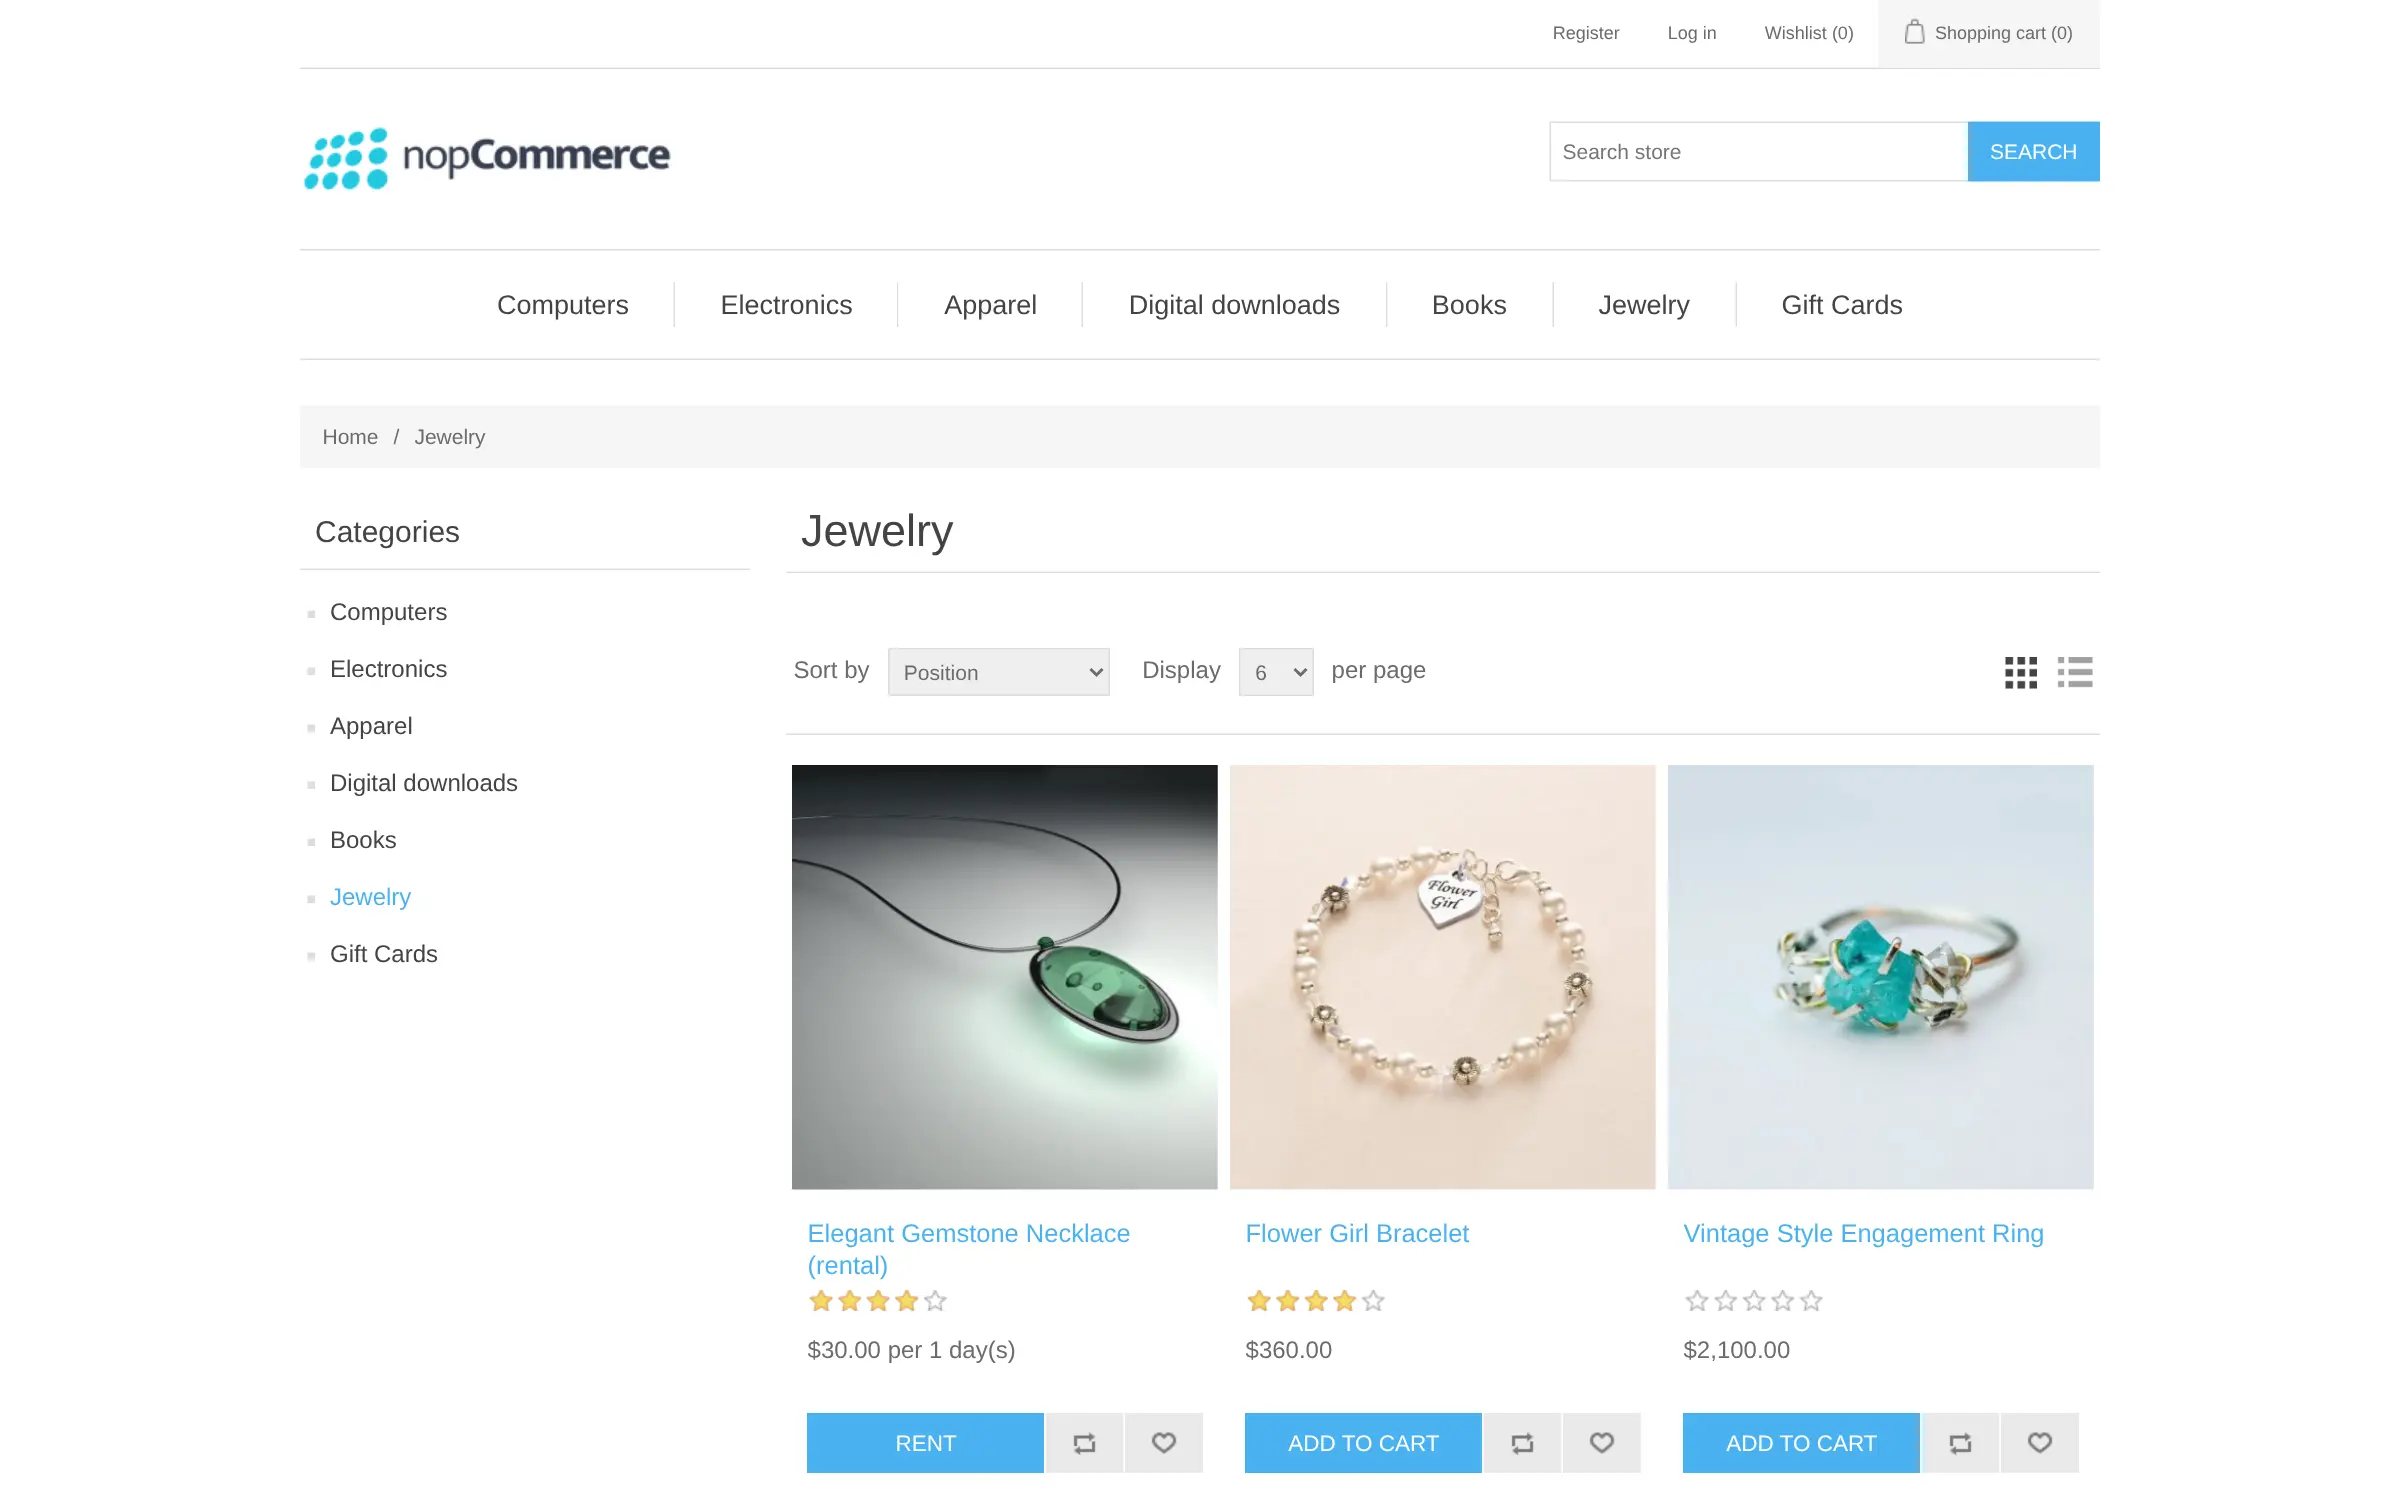 Register
Log in
Wishlist (0)
Shopping cart (0)
nopCommerce
Search store
SEARCH
Computers
Electronics
Apparel
Digital downloads
Books
Jewelry
Gift Cards
Home / Jewelry
Categories
Computers
Electronics
Apparel
Digital downloads
Books
Jewelry
Gift Cards
Jewelry
Sort by Position Display 6 per page
Flower
Girl
Elegant Gemstone Necklace
(rental)
$30.00 per 1 day(s)
RENT
Flower Girl Bracelet
$360.00
ADD TO CART
Vintage Style Engagement Ring
$2,100.00
ADD TO CART